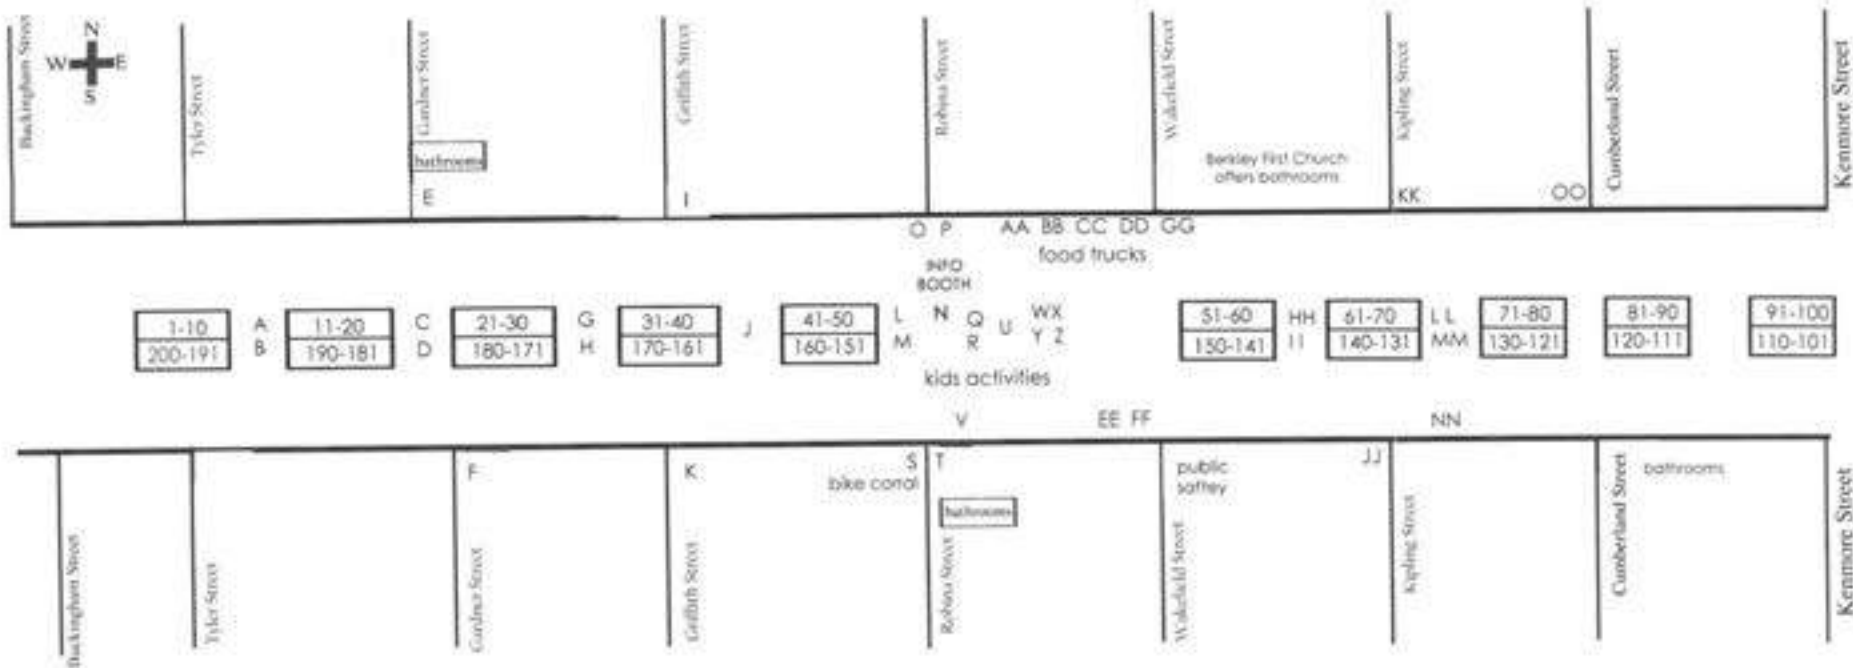 N
W E
S
Buckingham Street
Tyler Street
Gardner Street
Griffith Street
Robina Street
Wakefield Street
Kipling Street
Cumberland Street
Kenmore Street
bathrooms
Berkley First Church
offers bathrooms
E
I
KK
OO
O P AA BB CC DD GG
food trucks
INFO
BOOTH
1-10 A 11-20 C 21-30 G 31-40 J 41-50 L N Q U WX 51-60 HH 61-70 LL 71-80 81-90 91-100
200-191 B 190-181 D 180-171 H 170-161 160-151 M R Y Z 150-141 II 140-131 MM 130-121 120-111 110-101
kids activities
V EE FF NN
F
K
S
bike corral
T
public
saftey
JJ
bathrooms
bathrooms
Buckingham Street
Tyler Street
Gardner Street
Griffith Street
Robina Street
Wakefield Street
Kipling Street
Cumberland Street
Kenmore Street